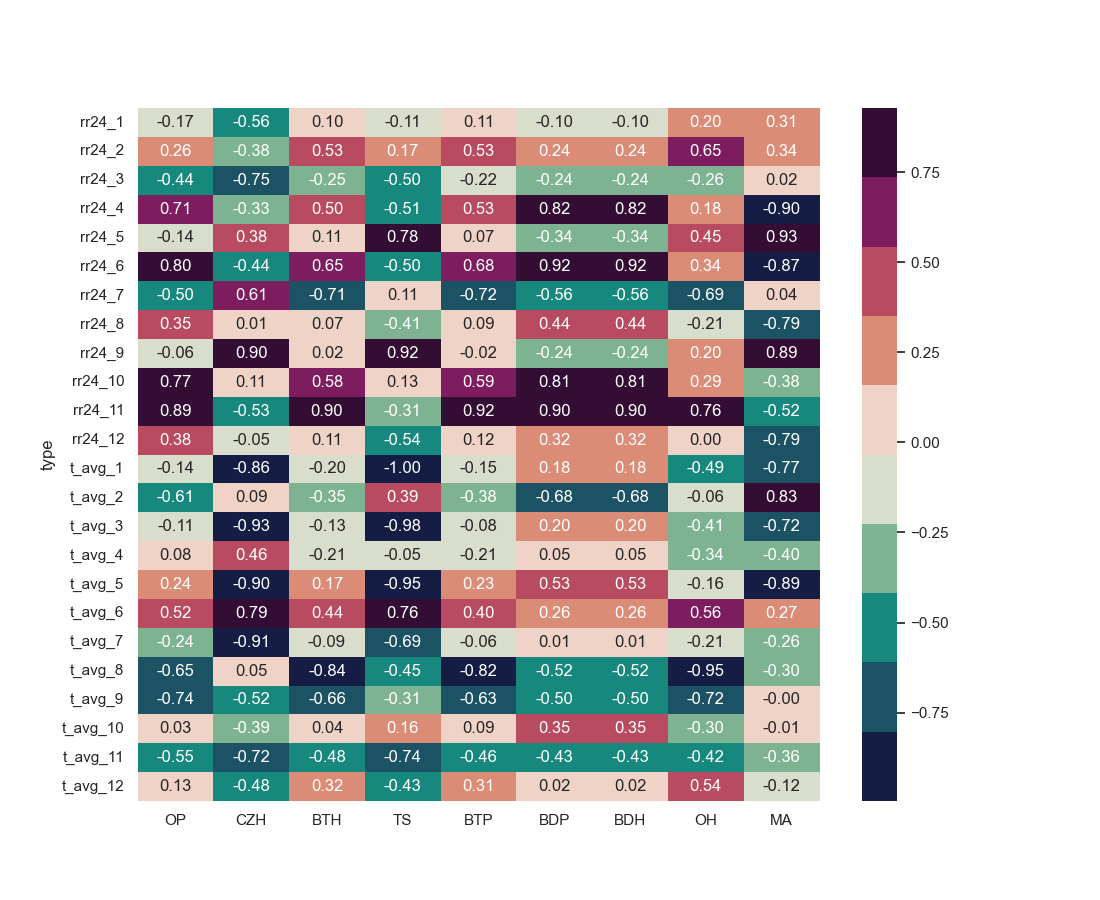 rr24_1 -0.17 -0.56 0.10 -0.11 0.11 -0.10 -0.10 0.20 0.31
rr24_2 0.26 -0.38 0.53 0.17 0.53 0.24 0.24 0.65 0.34
rr24_3 -0.44 -0.75 -0.25 -0.50 -0.22 -0.24 -0.24 -0.26 0.02
rr24_4 0.71 -0.33 0.50 -0.51 0.53 0.82 0.82 0.18 -0.90
rr24_5 -0.14 0.38 0.11 0.78 0.07 -0.34 -0.34 0.45 0.93
rr24_6 0.80 -0.44 0.65 -0.50 0.68 0.92 0.92 0.34 -0.87
rr24_7 -0.50 0.61 -0.71 0.11 -0.72 -0.56 -0.56 -0.69 0.04
rr24_8 0.35 0.01 0.07 -0.41 0.09 0.44 0.44 -0.21 -0.79
rr24_9 -0.06 0.90 0.02 0.92 -0.02 -0.24 -0.24 0.20 0.89
rr24_10 0.77 0.11 0.58 0.13 0.59 0.81 0.81 0.29 -0.38
rr24_11 0.89 -0.53 0.90 -0.31 0.92 0.90 0.90 0.76 -0.52
rr24_12 0.38 -0.05 0.11 -0.54 0.12 0.32 0.32 0.00 -0.79
t_avg_1 -0.14 -0.86 -0.20 -1.00 -0.15 0.18 0.18 -0.49 -0.77
t_avg_2 -0.61 0.09 -0.35 0.39 -0.38 -0.68 -0.68 -0.06 0.83
t_avg_3 -0.11 -0.93 -0.13 -0.98 -0.08 0.20 0.20 -0.41 -0.72
t_avg_4 0.08 0.46 -0.21 -0.05 -0.21 0.05 0.05 -0.34 -0.40
t_avg_5 0.24 -0.90 0.17 -0.95 0.23 0.53 0.53 -0.16 -0.89
t_avg_6 0.52 0.79 0.44 0.76 0.40 0.26 0.26 0.56 0.27
t_avg_7 -0.24 -0.91 -0.09 -0.69 -0.06 0.01 0.01 -0.21 -0.26
t_avg_8 -0.65 0.05 -0.84 -0.45 -0.82 -0.52 -0.52 -0.95 -0.30
t_avg_9 -0.74 -0.52 -0.66 -0.31 -0.63 -0.50 -0.50 -0.72 -0.00
t_avg_10 0.03 -0.39 0.04 0.16 0.09 0.35 0.35 -0.30 -0.01
t_avg_11 -0.55 -0.72 -0.48 -0.74 -0.46 -0.43 -0.43 -0.42 -0.36
t_avg_12 0.13 -0.48 0.32 -0.43 0.31 0.02 0.02 0.54 -0.12
OP CZH BTH TS BTP BDP BDH OH MA
type
0.75
0.50
0.25
0.00
−0.25
−0.50
−0.75